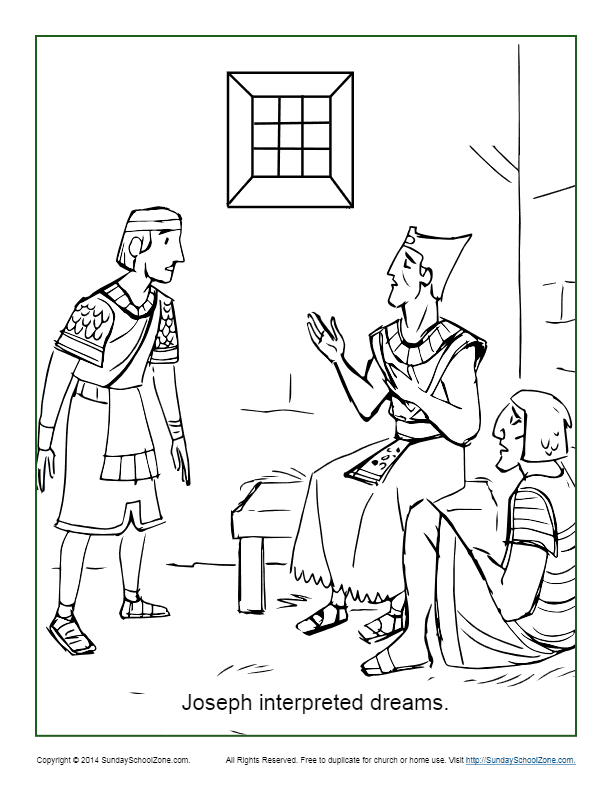 Joseph interpreted dreams.
Copyright © 2014 SundaySchoolZone.com. All Rights Reserved. Free to duplicate for church or home use. Visit http://SundaySchoolZone.com.